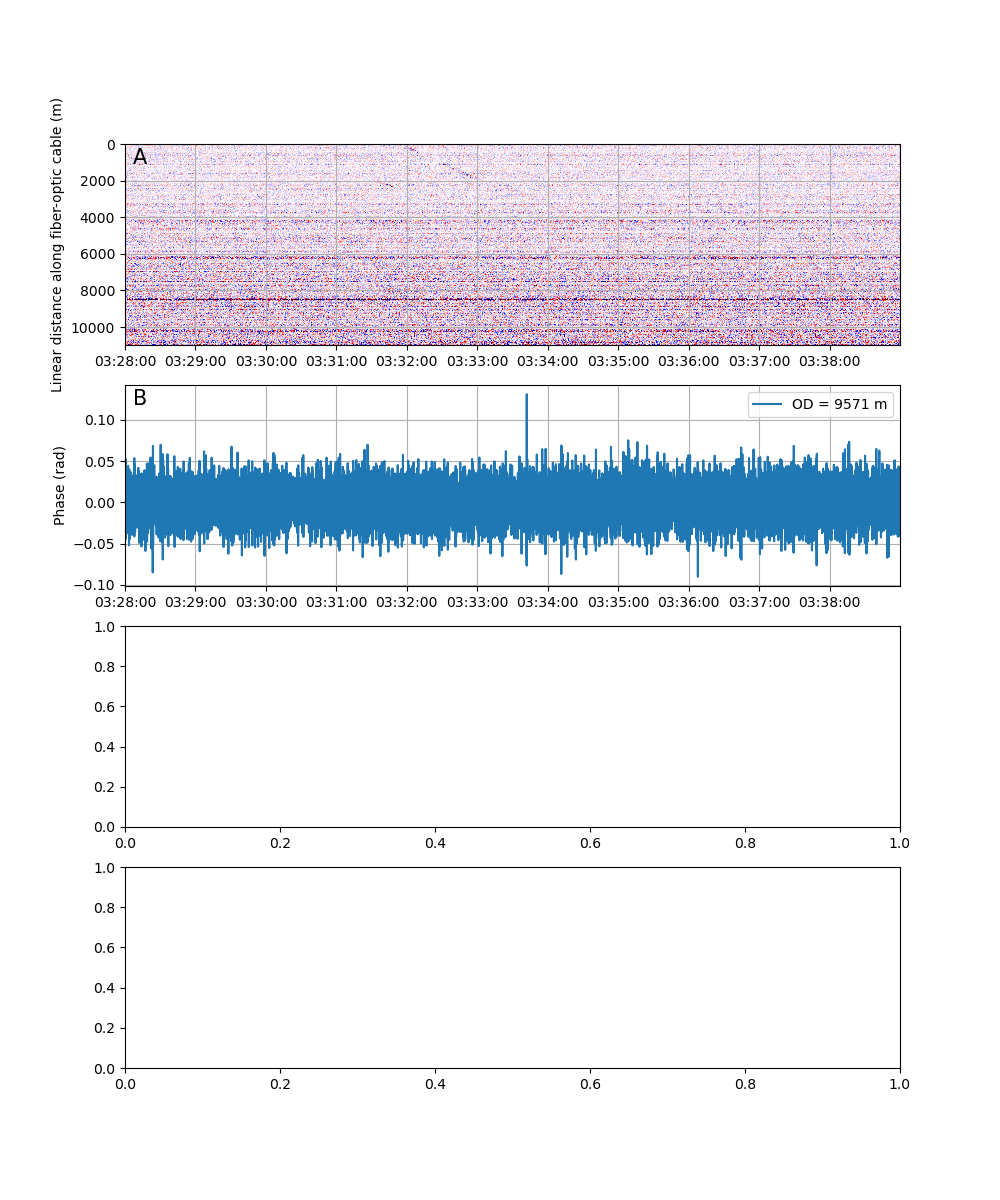 Linear distance along fiber-optic cable (m)
A
0
2000
4000
6000
8000
10000
03:28:00 03:29:00 03:30:00 03:31:00 03:32:00 03:33:00 03:34:00 03:35:00 03:36:00 03:37:00 03:38:00
B
OD = 9571 m
Phase (rad)
0.10
0.05
0.00
−0.05
−0.10
03:28:00 03:29:00 03:30:00 03:31:00 03:32:00 03:33:00 03:34:00 03:35:00 03:36:00 03:37:00 03:38:00
1.0
0.8
0.6
0.4
0.2
0.0
0.0 0.2 0.4 0.6 0.8 1.0
1.0
0.8
0.6
0.4
0.2
0.0
0.0 0.2 0.4 0.6 0.8 1.0